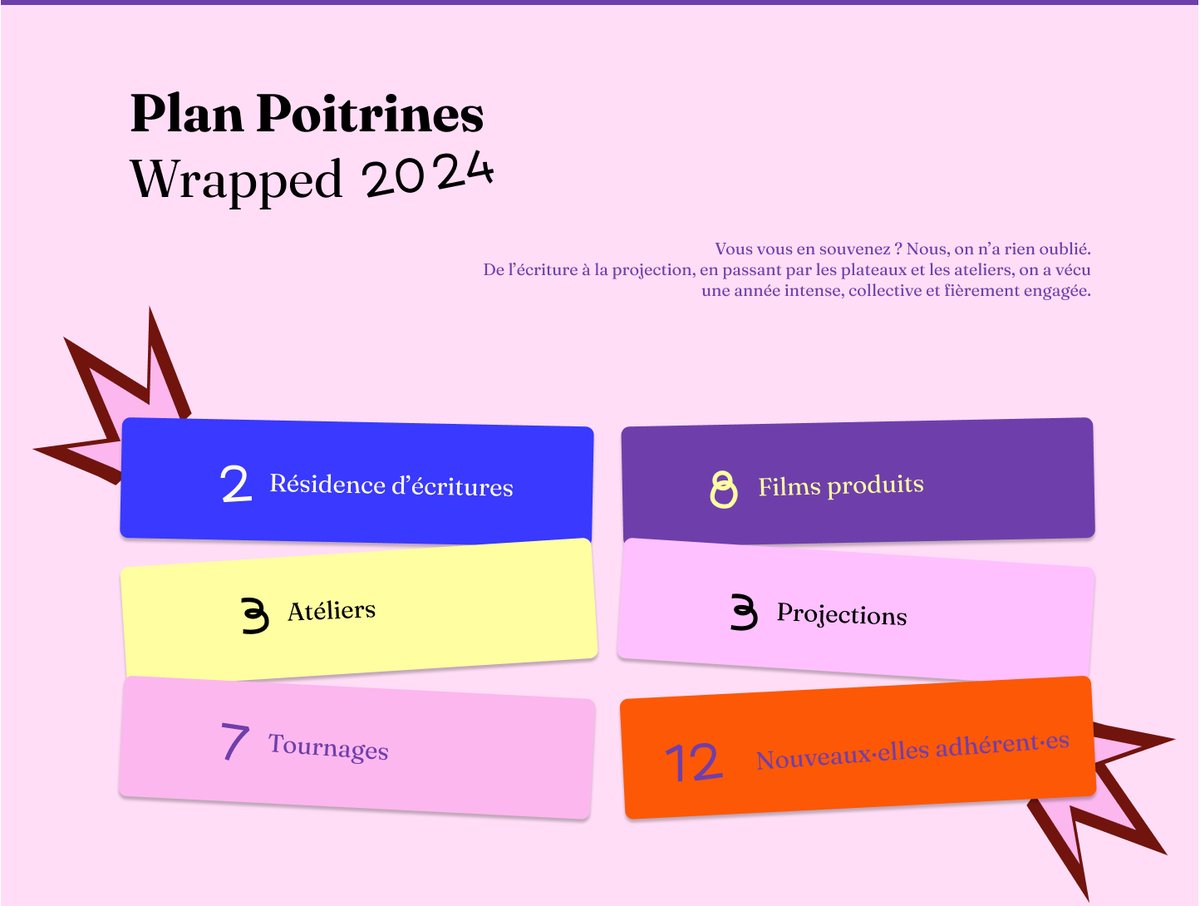 Plan Poitrines
Wrapped 2024
Vous vous en souvenez ? Nous, on n’a rien oublié.
De l’écriture à la projection, en passant par les plateaux et les ateliers, on a vécu
une année intense, collective et fièrement engagée.
2 Résidence d’écritures
8 Films produits
3 Atéliers
3 Projections
7 Tournages
12 Nouveaux·elles adhérent·es